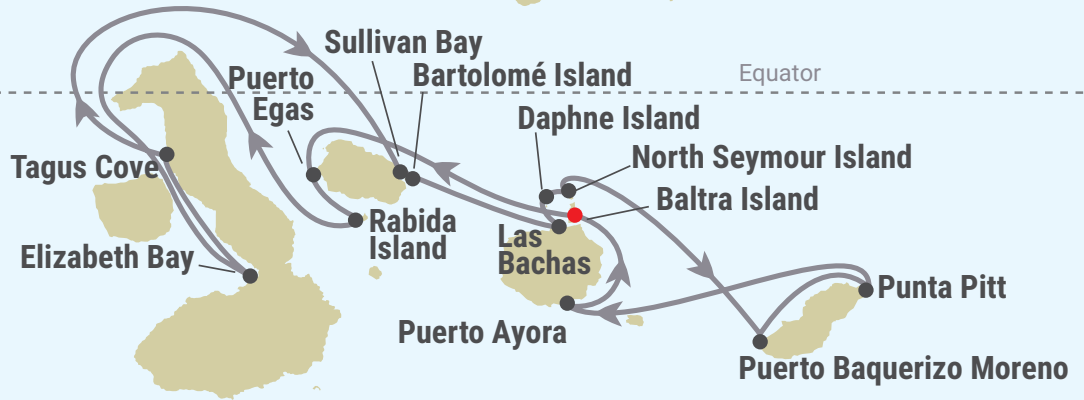 Sullivan Bay
Bartolomé Island
Equator
Puerto
Egas
Daphne Island
North Seymour Island
Tagus Cove
Baltra Island
Rabida
Island
Las
Bachas
Elizabeth Bay
Punta Pitt
Puerto Ayora
Puerto Baquerizo Moreno